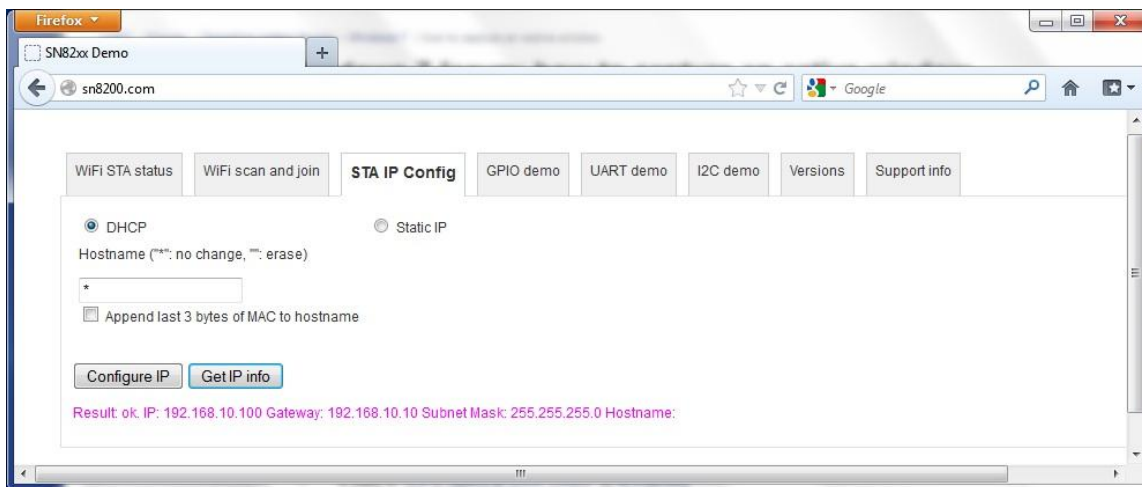 Firefox
SN82xx Demo
sn8200.com
Google
WiFi STA status WiFi scan and join STA IP Config GPIO demo UART demo I2C demo Versions Support info
DHCP Static IP
Hostname ("*": no change, "": erase)
*
Append last 3 bytes of MAC to hostname
Configure IP Get IP info
Result: ok. IP: 192.168.10.100 Gateway: 192.168.10.10 Subnet Mask: 255.255.255.0 Hostname: